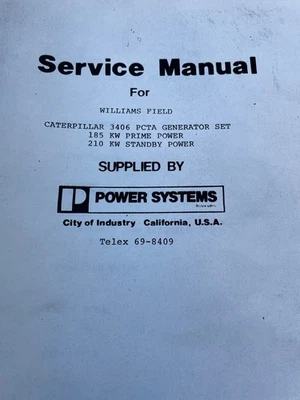 Service Manual
For
WILLIAMS FIELD
CATERPILLAR 3406 PCTA GENERATOR SET
185 KW PRIME POWER
210 KW STANDBY POWER
SUPPLIED BY
POWER SYSTEMS
City of Industry California, U.S.A.
Telex 69-8409